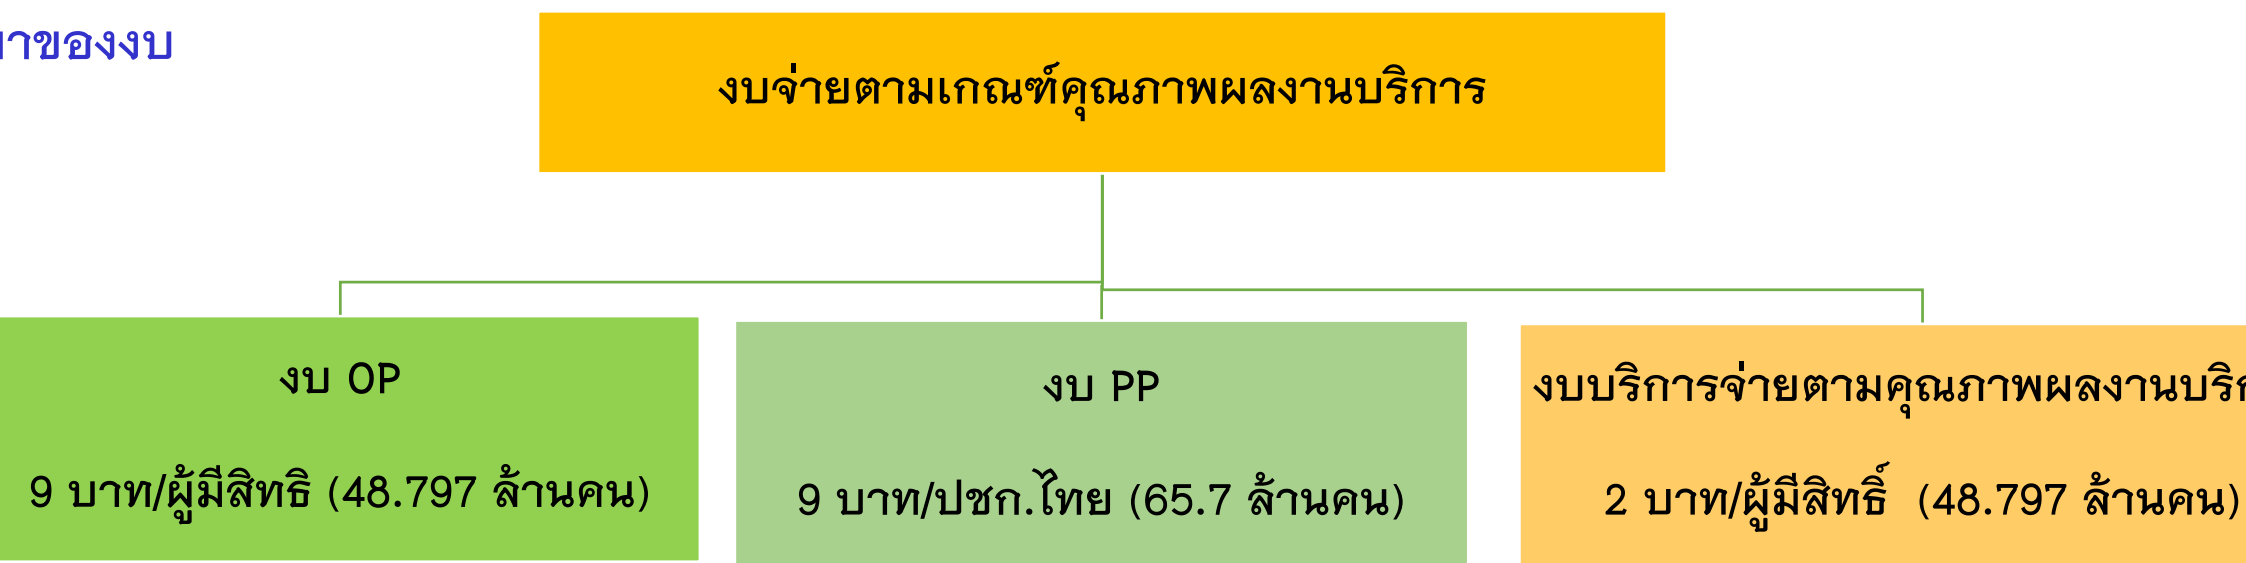 าของงบ
งบจ่ายตามเกณฑ์คุณภาพผลงานบริการ
งบ OP
9 บาท/ผู้มีสิทธิ (48.797 ล้านคน)
งบ PP
9 บาท/ปชก.ไทย (65.7 ล้านคน)
งบบริการจ่ายตามคุณภาพผลงานบริก
2 บาท/ผู้มีสิทธิ์ (48.797 ล้านคน)